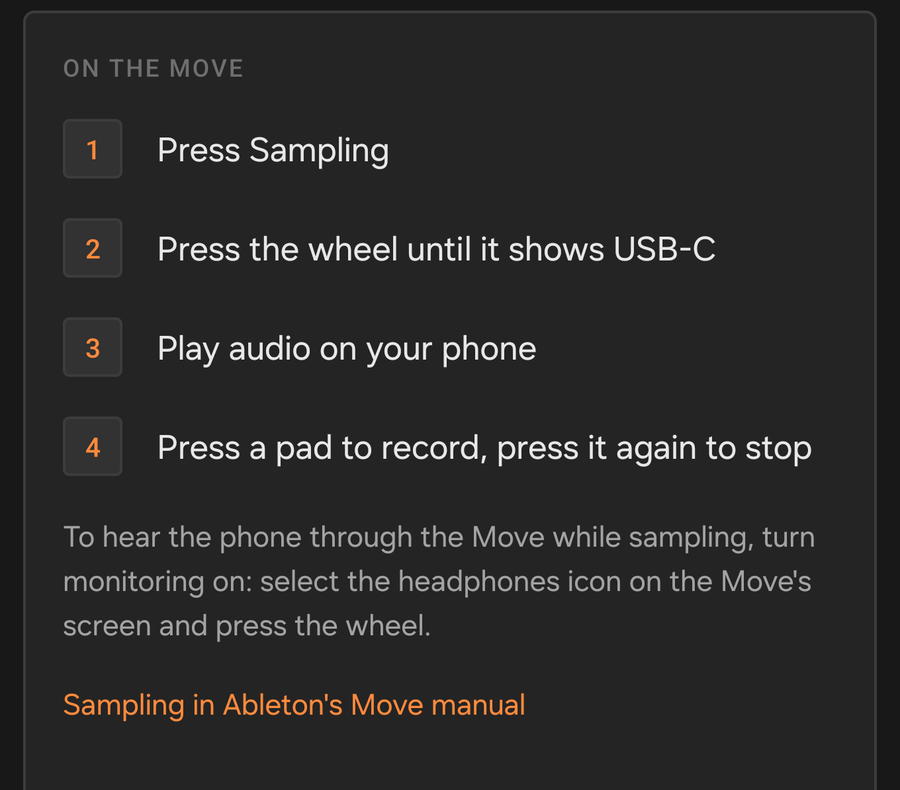 ON THE MOVE
1 Press Sampling
2 Press the wheel until it shows USB-C
3 Play audio on your phone
4 Press a pad to record, press it again to stop
To hear the phone through the Move while sampling, turn
monitoring on: select the headphones icon on the Move's
screen and press the wheel.
Sampling in Ableton's Move manual